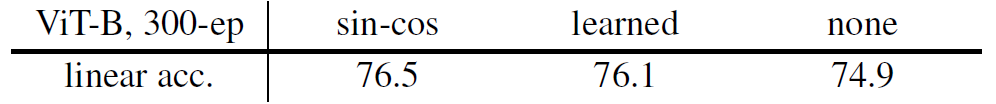 ViT-B, 300-ep sin-cos learned none
linear acc. 76.5 76.1 74.9